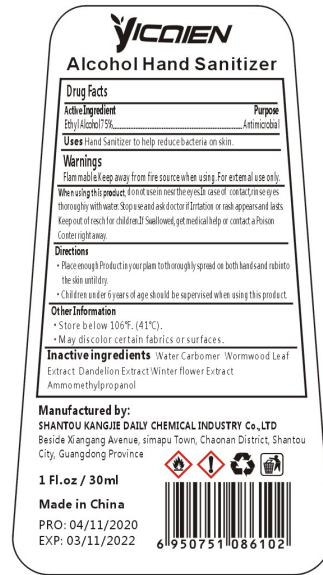 YICAIEN
Alcohol Hand Sanitizer
Drug Facts
Active Ingredient Purpose
Ethyl Alcohol 75%........Antimicrobial
Uses Hand Sanitizer to help reduce bacteria on skin.
Warnings
Flammable. Keep away from fire source when using. For external use only.
When using this product, do not use in near the eyes. In case of contact, rinse eyes
thoroughly with water. Stop use and ask doctor if Irritation or rash appears and lasts.
Keep out of resch for children. If Swallowed, get medical help or contact a Poison
Conter right away.
Directions
• Place enough Product in your plam to thoroughly spread on both hands and rub into
the skin until dry.
• Children under 6 years of age should be supervised when using this product.
Other Information
• Store below 106°F. (41°C).
• May discolor certain fabrics or surfaces.
Inactive ingredients Water Carbomer Wormwood Leaf
Extract Dandelion Extract Winter flower Extract
Ammomethylpropanol
Manufactured by:
SHANTOU KANGJIE DAILY CHEMICAL INDUSTRY Co.,LTD
Beside Xiangang Avenue, simapu Town, Chaonan District, Shantou
City, Guangdong Province
1 Fl.oz / 30ml
Made in China
PRO: 04/11/2020
EXP: 03/11/2022
6 950751 086102